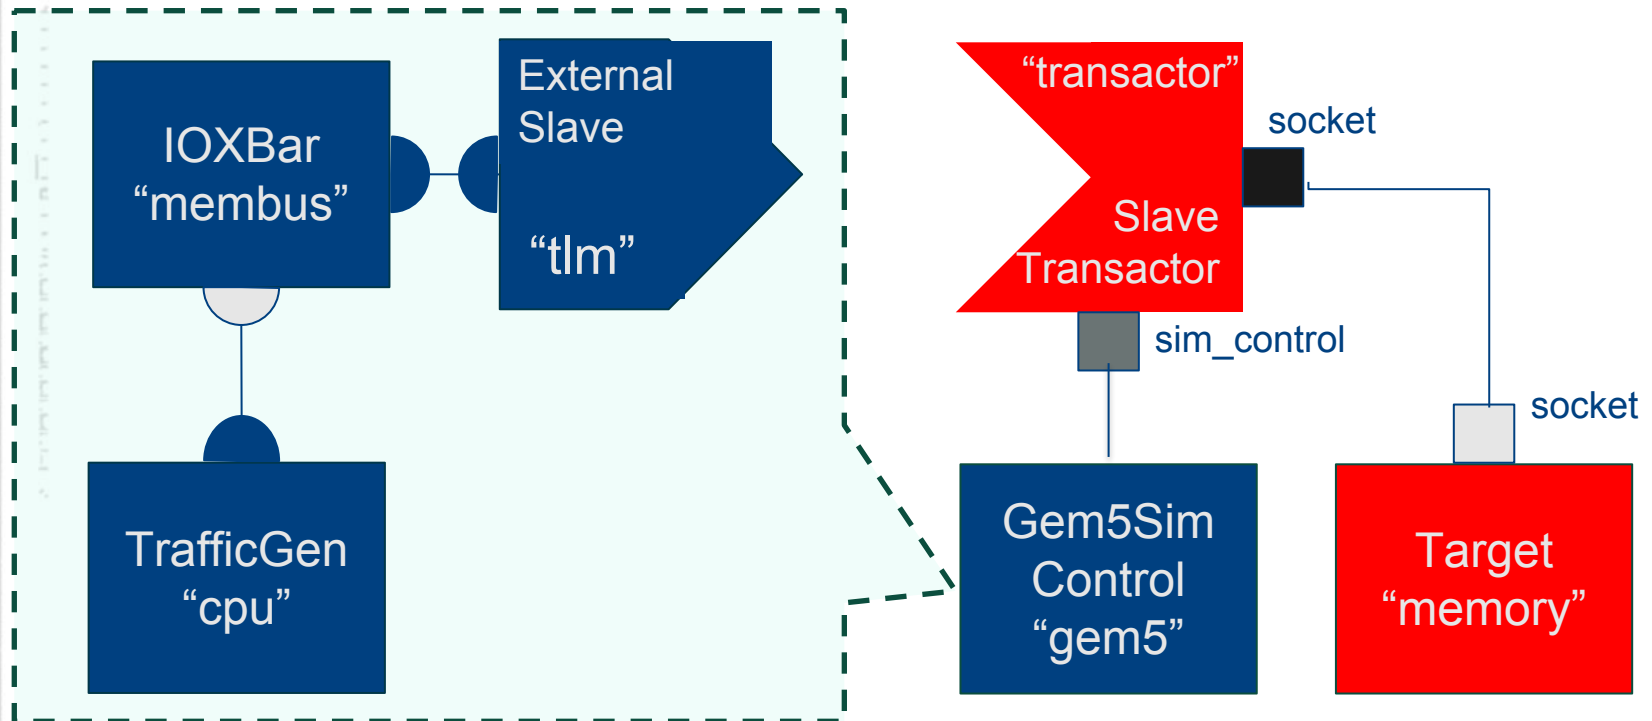 IOXBar
“membus”
External
Slave
“tlm”
TrafficGen
“cpu”
“transactor”
Slave
Transactor
socket
sim_control
socket
Gem5Sim
Control
“gem5”
Target
“memory”